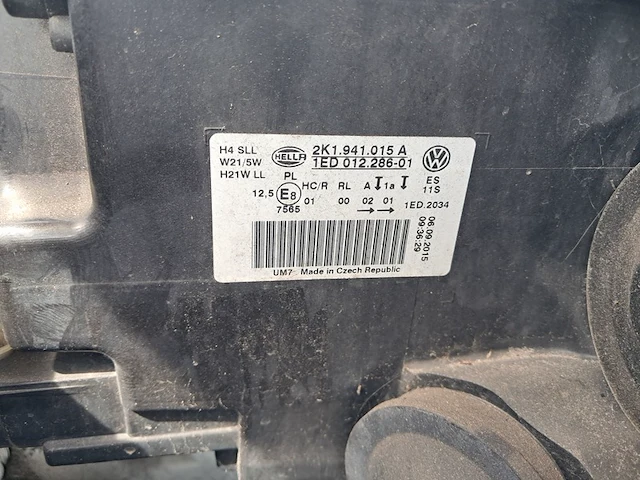 H4 SLL HELLA 2K1.941.015 A
W21/5W 1ED 012.286-01
H21W LL PL HC/R RL A 1a ES
12,5 E8 11S
7565 01 00 02 01 1ED.2034
06.09.2015
09:36:29
UM7 Made in Czech Republic